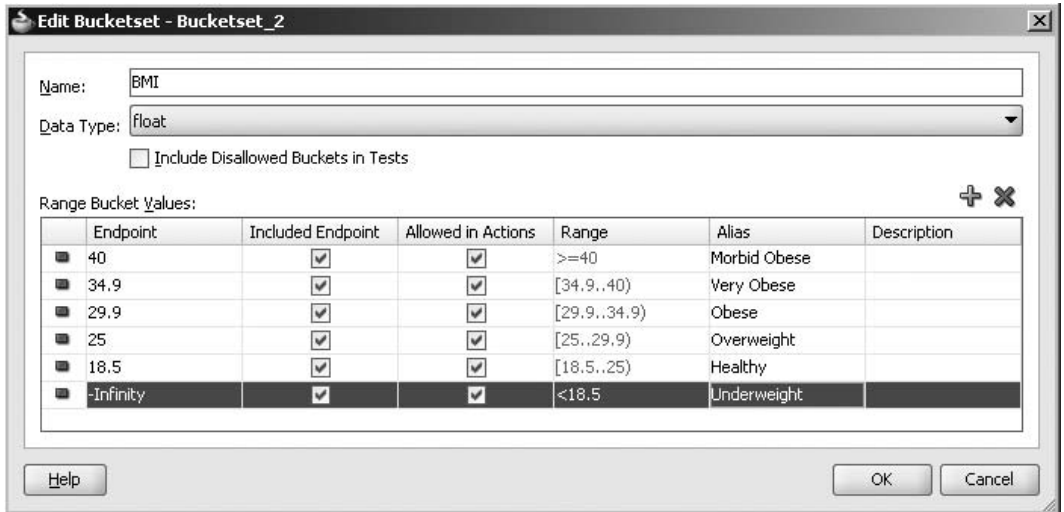 Edit Bucketset - Bucketset_2
Name: BMI
Data Type: float
Include Disallowed Buckets in Tests
Range Bucket Values:
Endpoint Included Endpoint Allowed in Actions Range Alias Description
40 >=40 Morbid Obese
34.9 [34.9..40) Very Obese
29.9 [29.9..34.9) Obese
25 [25..29.9) Overweight
18.5 [18.5..25) Healthy
-Infinity <18.5 Underweight
Help OK Cancel